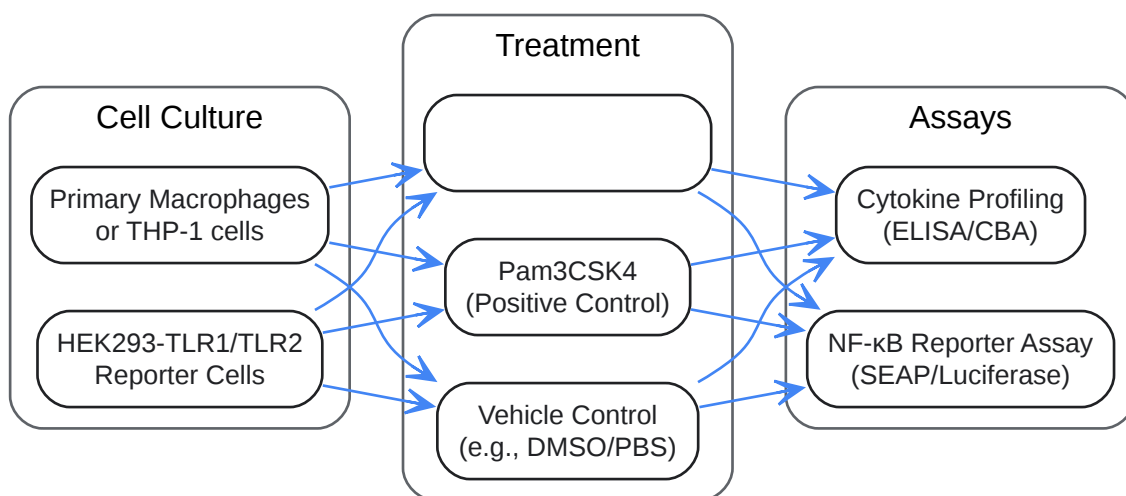 Cell Culture
Primary Macrophages
or THP-1 cells
HEK293-TLR1/TLR2
Reporter Cells
Treatment
Pam3CSK4
(Positive Control)
Vehicle Control
(e.g., DMSO/PBS)
Assays
Cytokine Profiling
(ELISA/CBA)
NF-κB Reporter Assay
(SEAP/Luciferase)